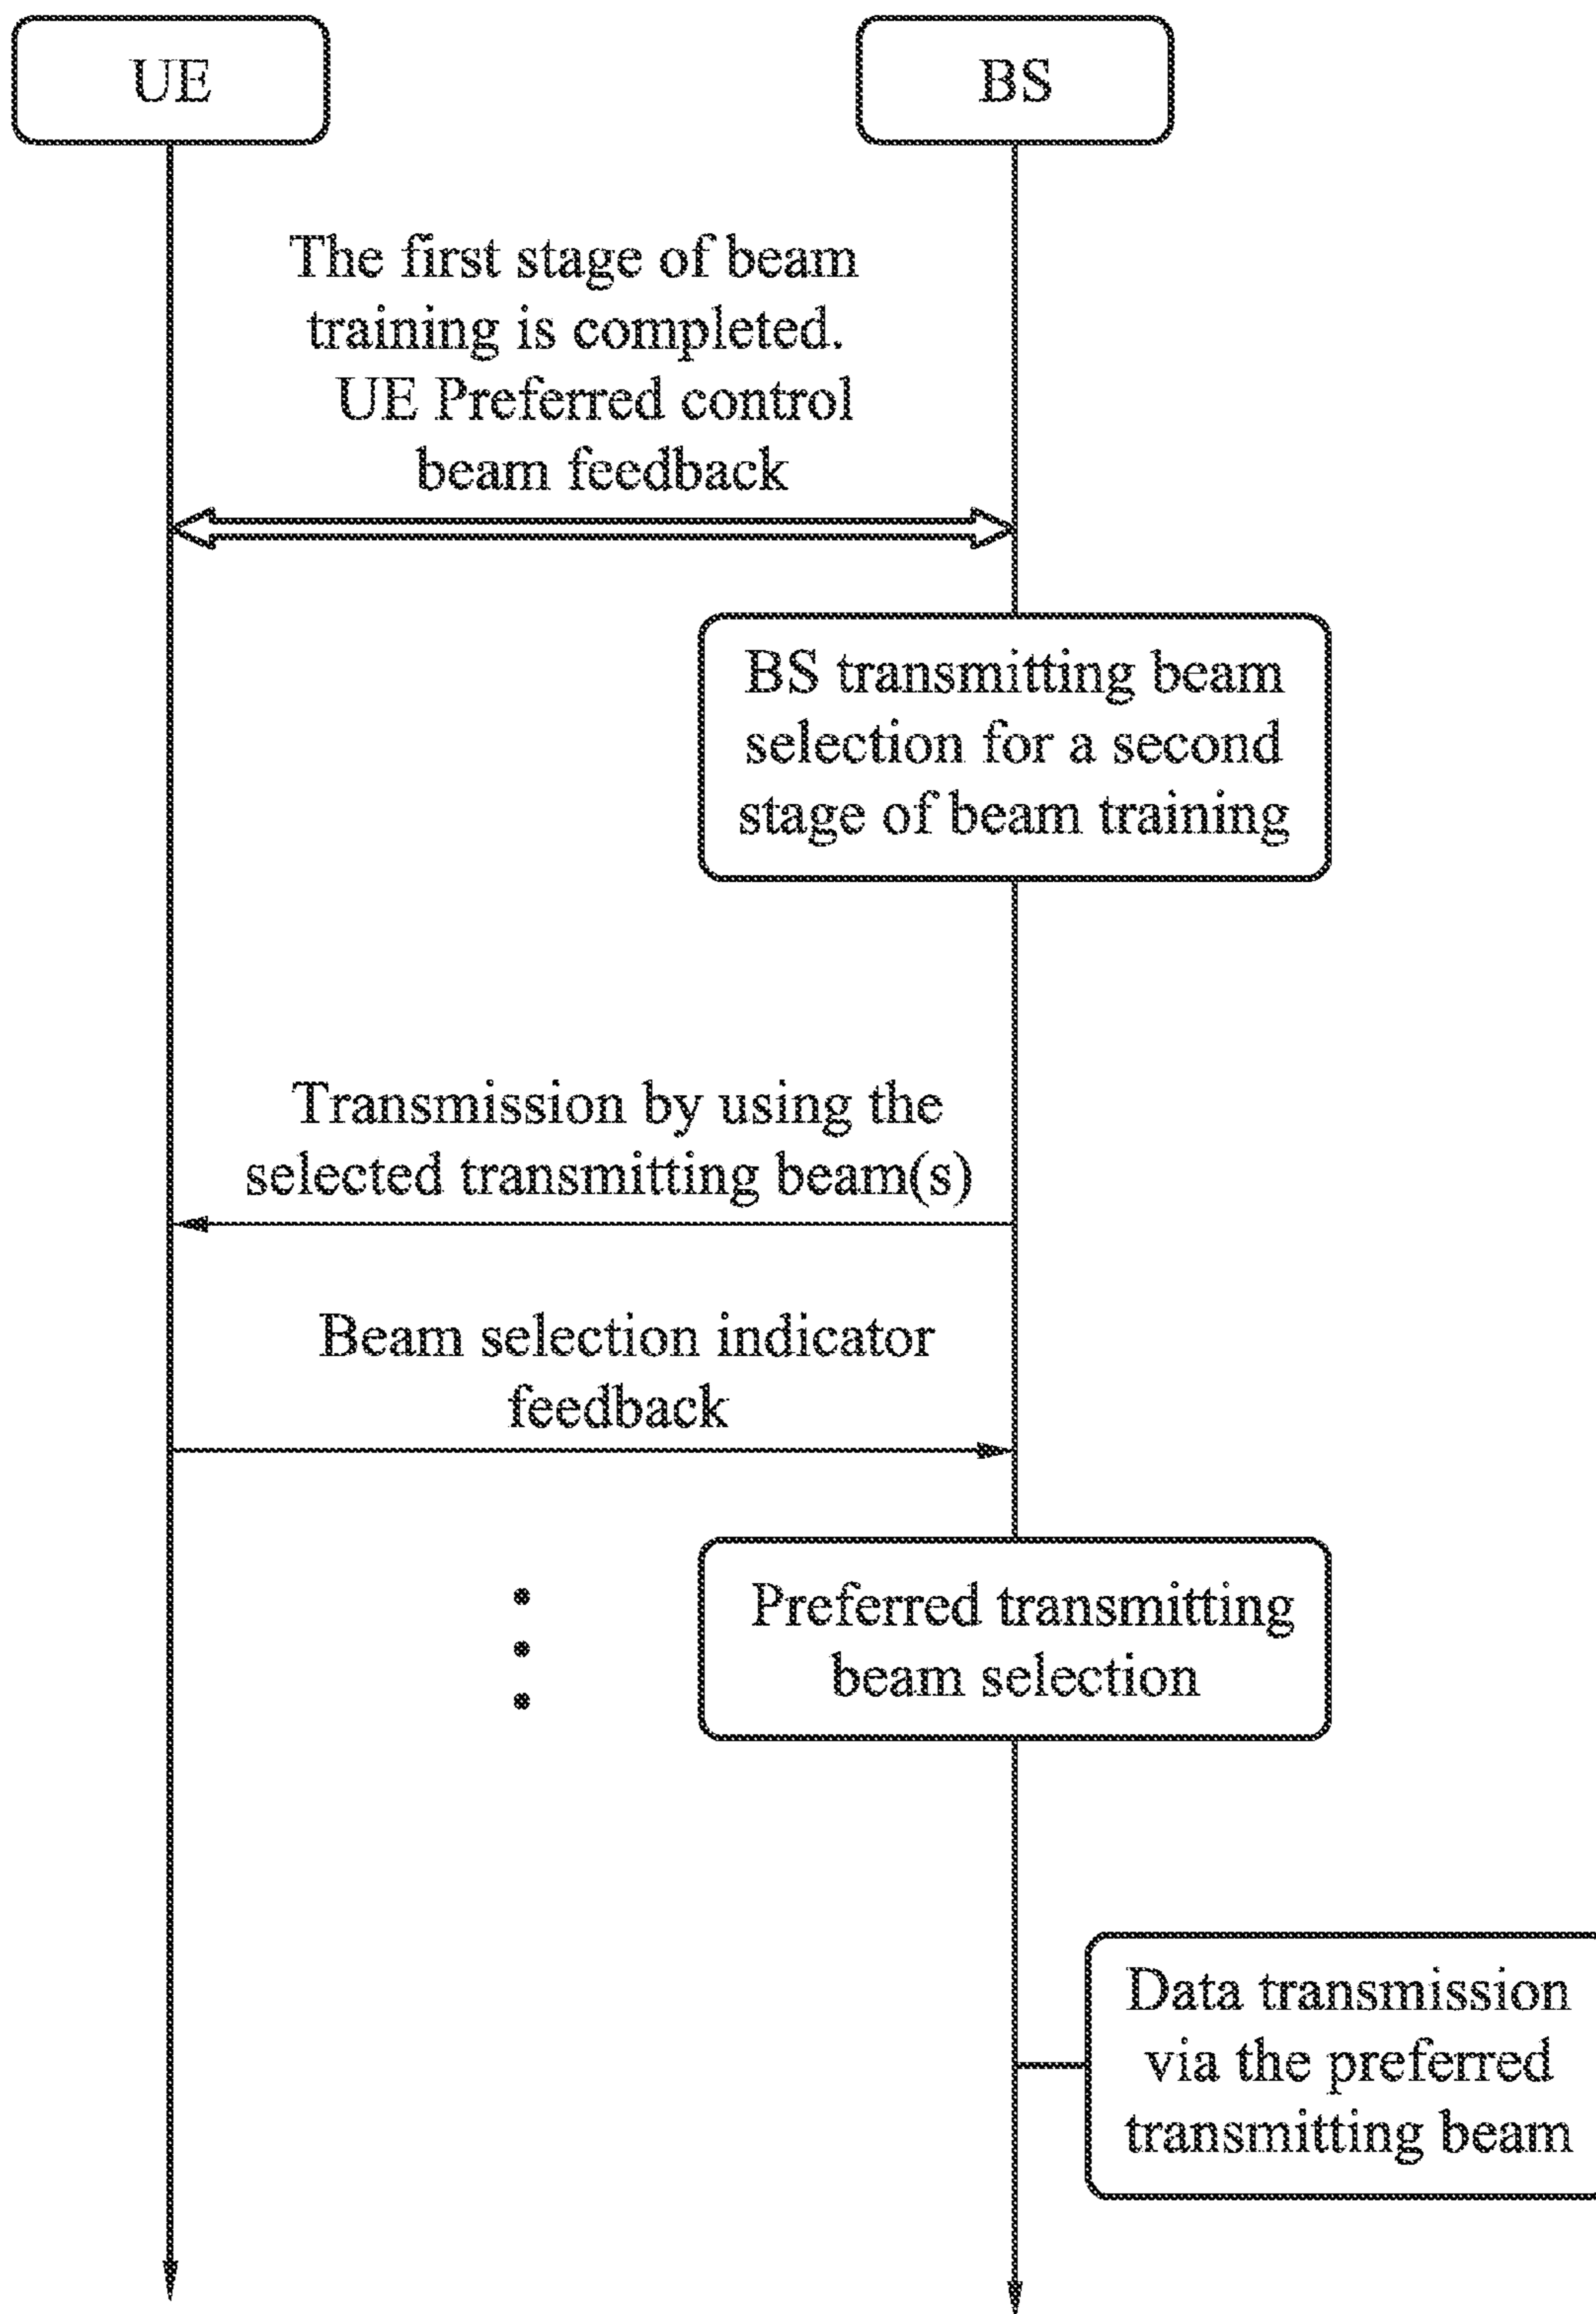 UE
BS
The first stage of beam
training is completed.
UE Preferred control
beam feedback
BS transmitting beam
selection for a second
stage of beam training
Transmission by using the
selected transmitting beam(s)
Beam selection indicator
feedback
Preferred transmitting
beam selection
Data transmission
via the preferred
transmitting beam